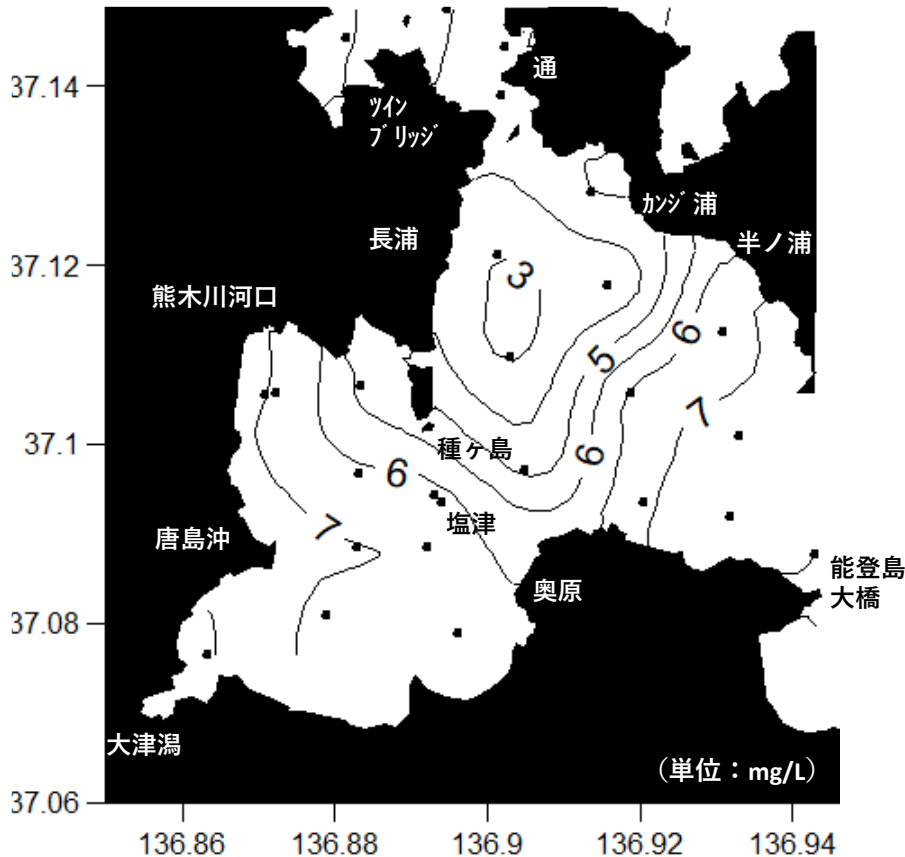 37.14
37.12
37.1
37.08
37.06
通
ﾂｲﾝ
ﾌﾞﾘｯｼﾞ
ｶﾝｼﾞ浦
長浦
半ノ浦
3
熊木川河口
5
6
7
種ヶ島
6
6
塩津
7
唐島沖
奥原
能登島
大橋
大津潟
（単位：mg/L）
136.86
136.88
136.9
136.92
136.94